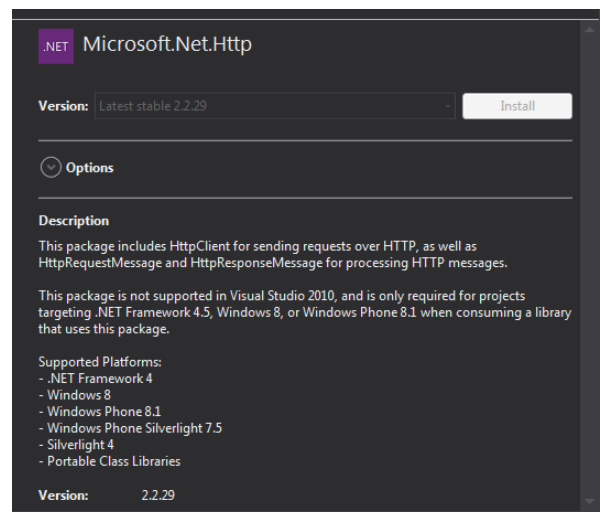 .NET Microsoft.Net.Http
Version: Latest stable 2.2.29 Install
Options
Description
This package includes HttpClient for sending requests over HTTP, as well as
HttpRequestMessage and HttpResponseMessage for processing HTTP messages.
This package is not supported in Visual Studio 2010, and is only required for projects
targeting .NET Framework 4.5, Windows 8, or Windows Phone 8.1 when consuming a library
that uses this package.
Supported Platforms:
- .NET Framework 4
- Windows 8
- Windows Phone 8.1
- Windows Phone Silverlight 7.5
- Silverlight 4
- Portable Class Libraries
Version: 2.2.29